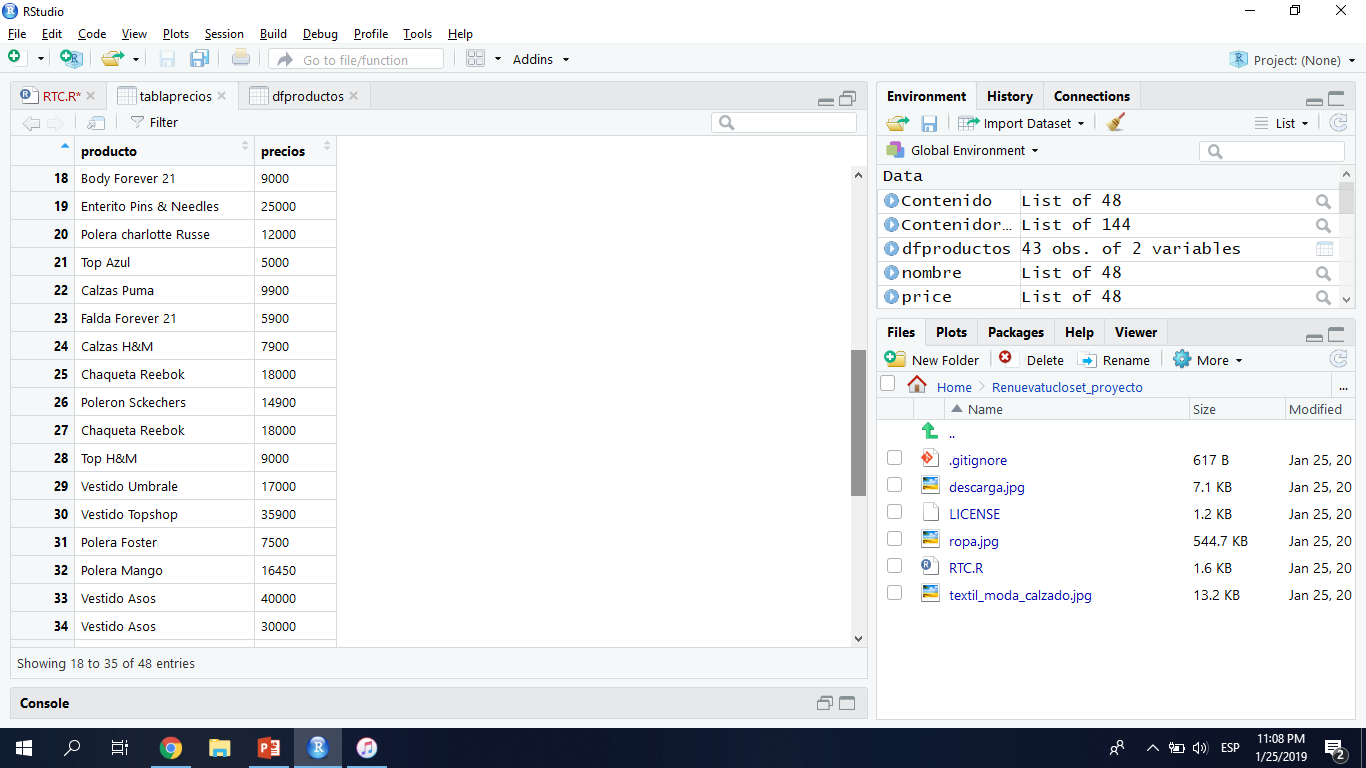 RStudio
File Edit Code View Plots Session Build Debug Profile Tools Help
Go to file/function Addins Project: (None)
RTC.R* tablaprecios dfproductos
Filter
producto precios
18 Body Forever 21 9000
19 Enterito Pins & Needles 25000
20 Polera charlotte Russe 12000
21 Top Azul 5000
22 Calzas Puma 9900
23 Falda Forever 21 5900
24 Calzas H&M 7900
25 Chaqueta Reebok 18000
26 Poleron Sckechers 14900
27 Chaqueta Reebok 18000
28 Top H&M 9000
29 Vestido Umbrale 17000
30 Vestido Topshop 35900
31 Polera Foster 7500
32 Polera Mango 16450
33 Vestido Asos 40000
34 Vestido Asos 30000
Showing 18 to 35 of 48 entries
Console
Environment History Connections
Import Dataset List
Global Environment
Data
Contenido List of 48
Contenidor… List of 144
dfproductos 43 obs. of 2 variables
nombre List of 48
price List of 48
Files Plots Packages Help Viewer
New Folder Delete Rename More
Home Renuevatucloset_proyecto ...
Name Size Modified
..
.gitignore 617 B Jan 25, 20
descarga.jpg 7.1 KB Jan 25, 20
LICENSE 1.2 KB Jan 25, 20
ropa.jpg 544.7 KB Jan 25, 20
RTC.R 1.6 KB Jan 25, 20
textil_moda_calzado.jpg 13.2 KB Jan 25, 20
ESP 11:08 PM
1/25/2019
2